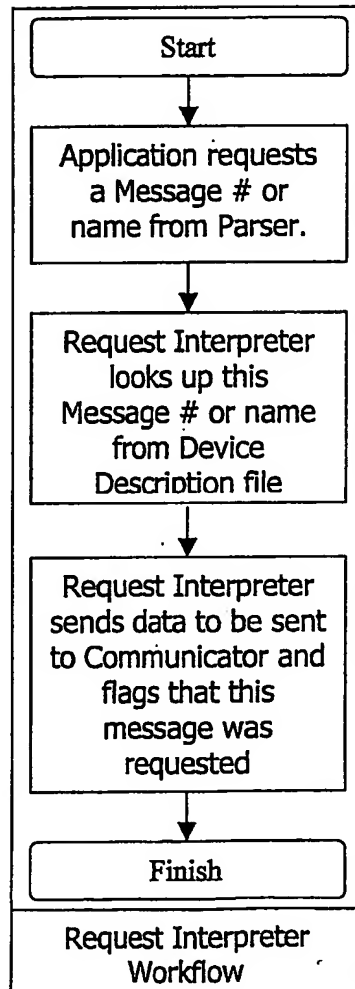 Start
Application requests
a Message # or
name from Parser.
Request Interpreter
looks up this
Message # or name
from Device
Description file
Request Interpreter
sends data to be sent
to Communicator and
flags that this
message was
requested
Finish
Request Interpreter
Workflow